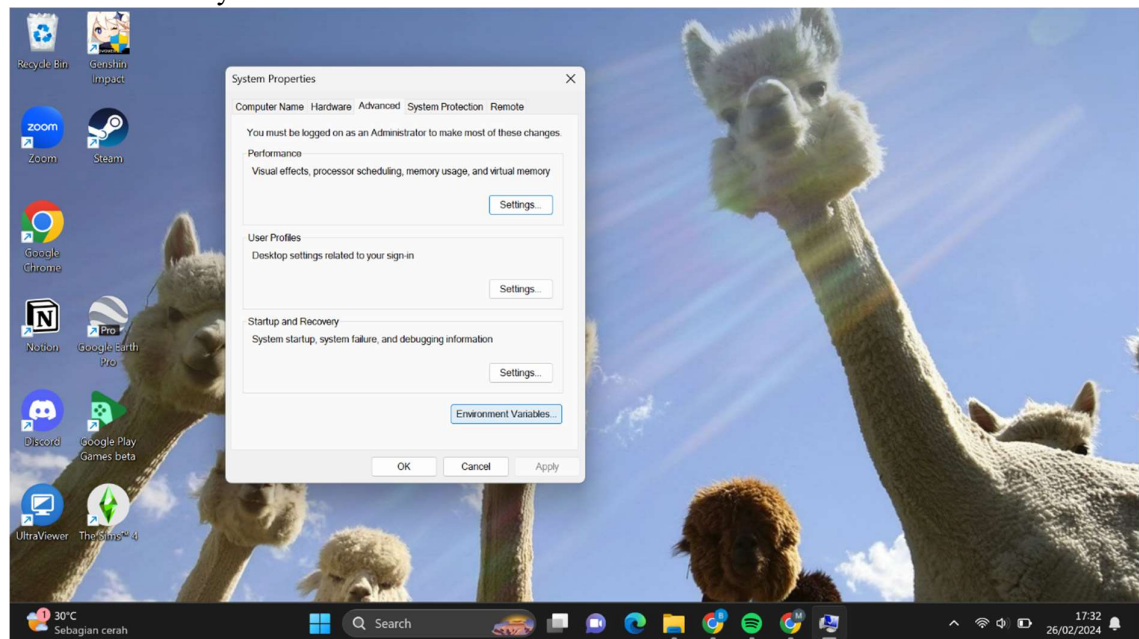 Recycle Bin
Genshin
Impact
zoom
Zoom
Steam
Google
Chrome
N
Notion
Pro
Google Earth
Pro
Discord
Google Play
Games beta
UltraViewer
The Sims™ 4
System Properties
Computer Name Hardware Advanced System Protection Remote
You must be logged on as an Administrator to make most of these changes.
Performance
Visual effects, processor scheduling, memory usage, and virtual memory
Settings...
User Profiles
Desktop settings related to your sign-in
Settings...
Startup and Recovery
System startup, system failure, and debugging information
Settings...
Environment Variables...
OK Cancel Apply
1
30°C
Sebagian cerah
Search
B
M
17:32
26/02/2024